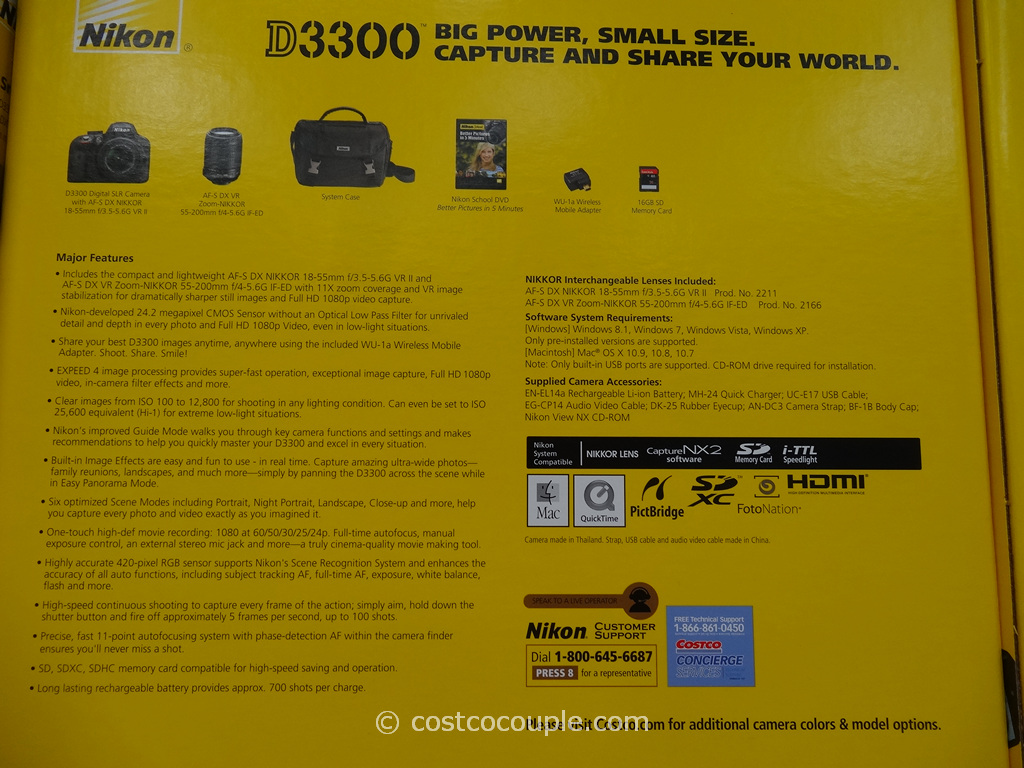 Nikon ®
D3300™ BIG POWER, SMALL SIZE.
CAPTURE AND SHARE YOUR WORLD.
D3300 Digital SLR Camera
with AF-S DX NIKKOR
18-55mm f/3.5-5.6G VR II
AF-S DX VR
Zoom-NIKKOR
55-200mm f/4-5.6G IF-ED
System Case
Nikon School DVD
Better Pictures in 5 Minutes
WU-1a Wireless
Mobile Adapter
16GB SD
Memory Card
Major Features
• Includes the compact and lightweight AF-S DX NIKKOR 18-55mm f/3.5-5.6G VR II and
AF-S DX VR Zoom-NIKKOR 55-200mm f/4-5.6G IF-ED with 11X zoom coverage and VR image
stabilization for dramatically sharper still images and Full HD 1080p video capture.
• Nikon-developed 24.2 megapixel CMOS Sensor without an Optical Low Pass Filter for unrivaled
detail and depth in every photo and Full HD 1080p Video, even in low-light situations.
• Share your best D3300 images anytime, anywhere using the included WU-1a Wireless Mobile
Adapter. Shoot. Share. Smile!
• EXPEED 4 image processing provides super-fast operation, exceptional image capture, Full HD 1080p
video, in-camera filter effects and more.
• Clear images from ISO 100 to 12,800 for shooting in any lighting condition. Can even be set to ISO
25,600 equivalent (Hi-1) for extreme low-light situations.
• Nikon's improved Guide Mode walks you through key camera functions and settings and makes
recommendations to help you quickly master your D3300 and excel in every situation.
• Built-in Image Effects are easy and fun to use - in real time. Capture amazing ultra-wide photos—
family reunions, landscapes, and much more—simply by panning the D3300 across the scene while
in Easy Panorama Mode.
• Six optimized Scene Modes including Portrait, Night Portrait, Landscape, Close-up and more, help
you capture every photo and video exactly as you imagined it.
• One-touch high-def movie recording: 1080 at 60/50/30/25/24p. Full-time autofocus, manual
exposure control, an external stereo mic jack and more—a truly cinema-quality movie making tool.
• Highly accurate 420-pixel RGB sensor supports Nikon's Scene Recognition System and enhances the
accuracy of all auto functions, including subject tracking AF, full-time AF, exposure, white balance,
flash and more.
• High-speed continuous shooting to capture every frame of the action; simply aim, hold down the
shutter button and fire off approximately 5 frames per second, up to 100 shots.
• Precise, fast 11-point autofocusing system with phase-detection AF within the camera finder
ensures you'll never miss a shot.
• SD, SDXC, SDHC memory card compatible for high-speed saving and operation.
• Long lasting rechargeable battery provides approx. 700 shots per charge.
NIKKOR Interchangeable Lenses Included:
AF-S DX NIKKOR 18-55mm f/3.5-5.6G VR II Prod. No. 2211
AF-S DX VR Zoom-NIKKOR 55-200mm f/4-5.6G IF-ED Prod. No. 2166
Software System Requirements:
[Windows] Windows 8.1, Windows 7, Windows Vista, Windows XP.
Only pre-installed versions are supported.
[Macintosh] Mac® OS X 10.9, 10.8, 10.7
Note: Only built-in USB ports are supported. CD-ROM drive required for installation.
Supplied Camera Accessories:
EN-EL14a Rechargeable Li-ion Battery; MH-24 Quick Charger; UC-E17 USB Cable;
EG-CP14 Audio Video Cable; DK-25 Rubber Eyecup; AN-DC3 Camera Strap; BF-1B Body Cap;
Nikon View NX CD-ROM
Nikon
System
Compatible
NIKKOR LENS
Capture NX2
software
SD
Memory Card
i-TTL
Speedlight
Mac
QuickTime
PictBridge
SD
XC
FotoNation
HDMI
HIGH-DEFINITION MULTIMEDIA INTERFACE
Camera made in Thailand. Strap, USB cable and audio video cable made in China.
SPEAK TO A LIVE OPERATOR
Nikon CUSTOMER
SUPPORT
Dial 1-800-645-6687
PRESS 8 for a representative
FREE Technical Support
1-866-861-0450
COSTCO
CONCIERGE
SERVICES
Please visit Costco.com for additional camera colors & model options.
© costcocouple.com